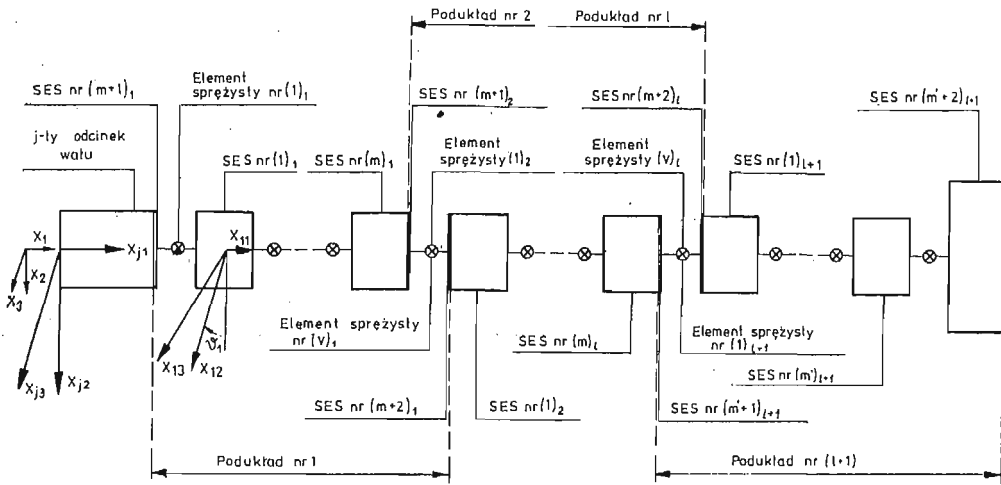 Podukład nr 2
Podukład nr l
SES nr (m+1)₁
Element
sprężysty nr(1)₁
SES nr (m+1)₂
SES nr(m+2)ₗ
SES nr(m'+2)ₗ₊₁
j-ty odcinek
wału
SES nr(1)₁
SES nr(m)₁
Element
sprężysty(1)₂
Element
sprężysty (v)ₗ
SES nr(1)ₗ₊₁
X₁
X₂
X₃
Xⱼ₁
X₁₁
Xⱼ₃
Xⱼ₂
X₁₃
X₁₂
ϑ₁
Element sprężysty
nr(v)₁
SES nr (m)ₗ
Element sprężysty
nr(1)ₗ₊₁
SES nr(m')ₗ₊₁
SES nr (m+2)₁
SES nr(1)₂
SES nr(m'+1)ₗ₊₁
Podukład nr 1
Podukład nr (l+1)